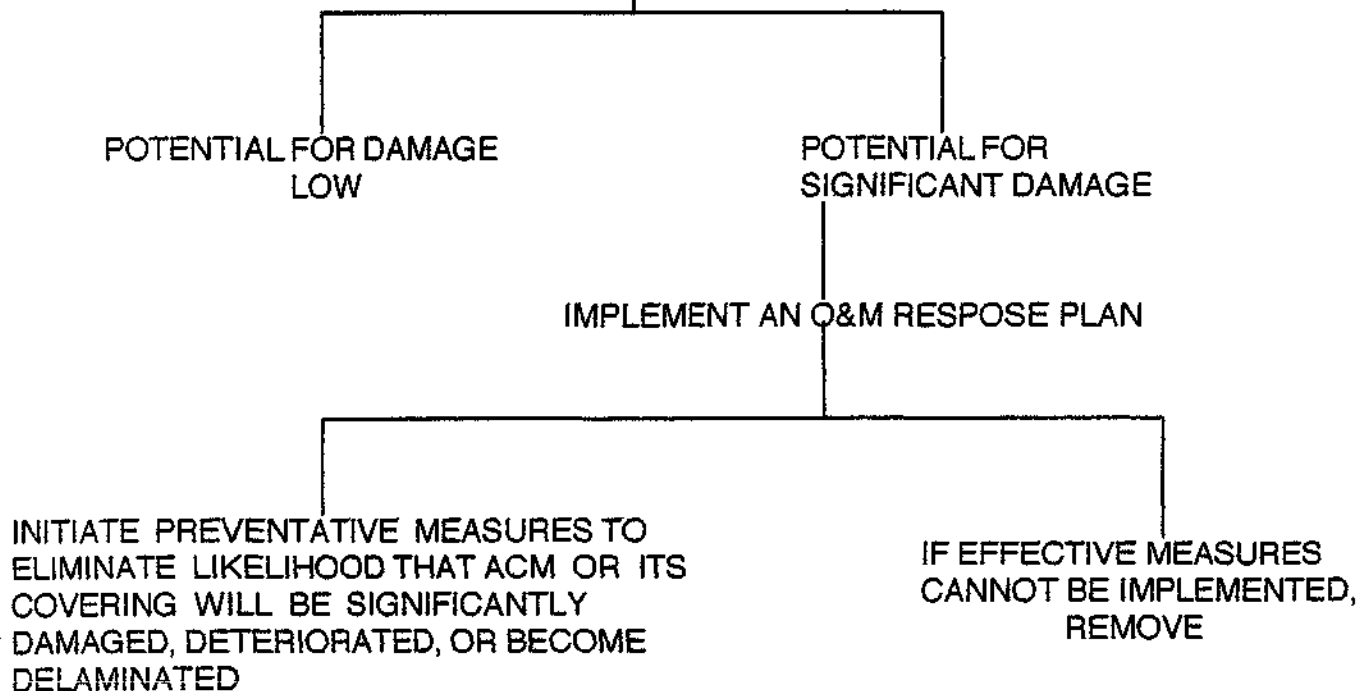 POTENTIAL FOR DAMAGE
LOW
POTENTIAL FOR
SIGNIFICANT DAMAGE
IMPLEMENT AN O&M RESPOSE PLAN
INITIATE PREVENTATIVE MEASURES TO
ELIMINATE LIKELIHOOD THAT ACM OR ITS
COVERING WILL BE SIGNIFICANTLY
DAMAGED, DETERIORATED, OR BECOME
DELAMINATED
IF EFFECTIVE MEASURES
CANNOT BE IMPLEMENTED,
REMOVE